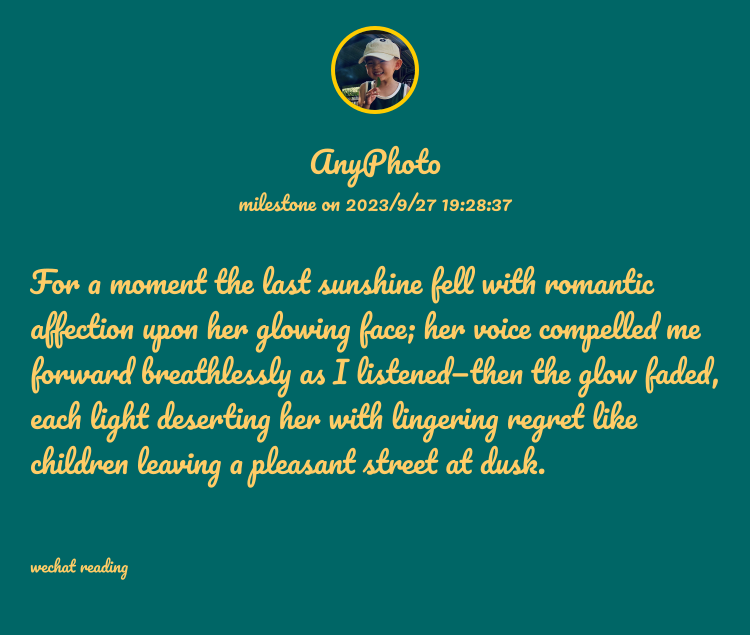 AnyPhoto
milestone on 2023/9/27 19:28:37
For a moment the last sunshine fell with romantic
affection upon her glowing face; her voice compelled me
forward breathlessly as I listened—then the glow faded,
each light deserting her with lingering regret like
children leaving a pleasant street at dusk.
wechat reading